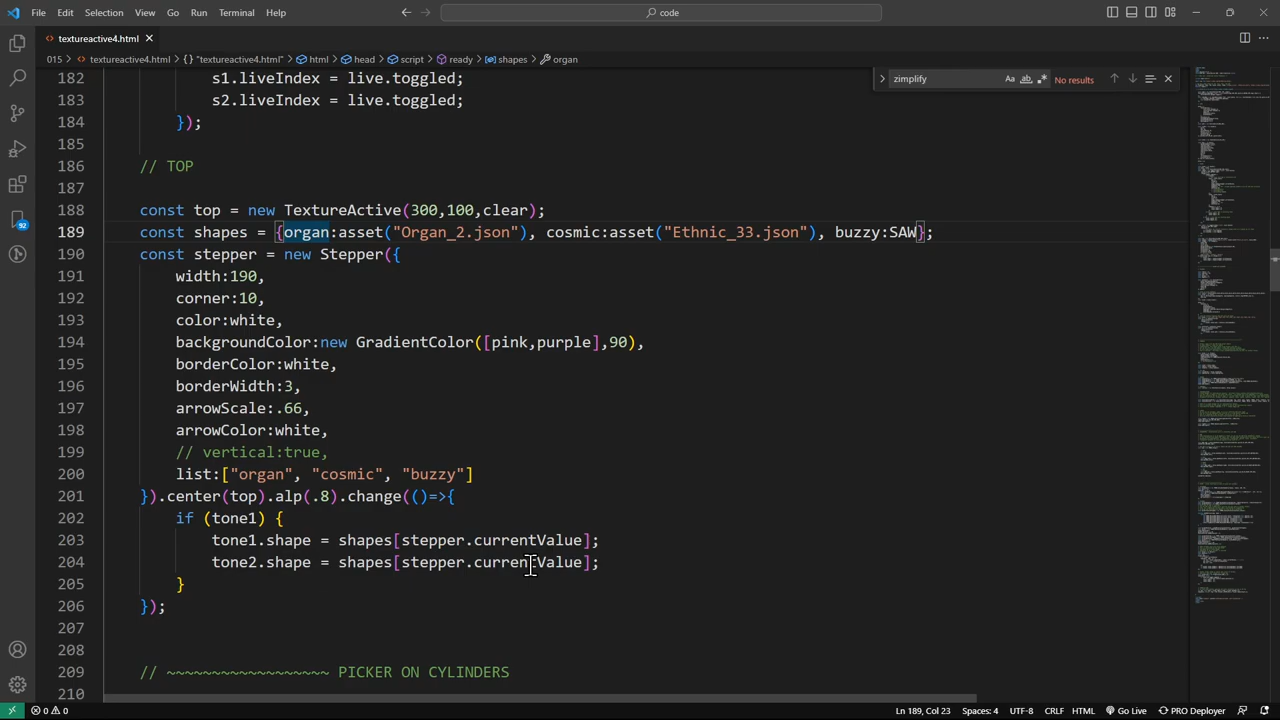 File Edit Selection View Go Run Terminal Help
code
textureactive4.html
015 > textureactive4.html > {} "textureactive4.html" > html > head > script > ready > shapes > organ
zimplify
Aa ab .* No results
182 s1.liveIndex = live.toggled;
183 s2.liveIndex = live.toggled;
184 });
185
186 // TOP
187
188 const top = new TextureActive(300,100,clear);
189 const shapes = {organ:asset("Organ_2.json"), cosmic:asset("Ethnic_33.json"), buzzy:SAW};
190 const stepper = new Stepper({
191 width:190,
192 corner:10,
193 color:white,
194 backgroundColor:new GradientColor([pink,purple],90),
195 borderColor:white,
196 borderWidth:3,
197 arrowScale:.66,
198 arrowColor:white,
199 // vertical:true,
200 list:["organ", "cosmic", "buzzy"]
201 }).center(top).alp(.8).change(()=>{
202 if (tone1) {
203 tone1.shape = shapes[stepper.currentValue];
204 tone2.shape = shapes[stepper.currentValue];
205 }
206 });
207
208
209 // ~~~~~~~~~~~~~~~~~~ PICKER ON CYLINDERS
210
92
0 0
Ln 189, Col 23 Spaces: 4 UTF-8 CRLF HTML Go Live PRO Deployer